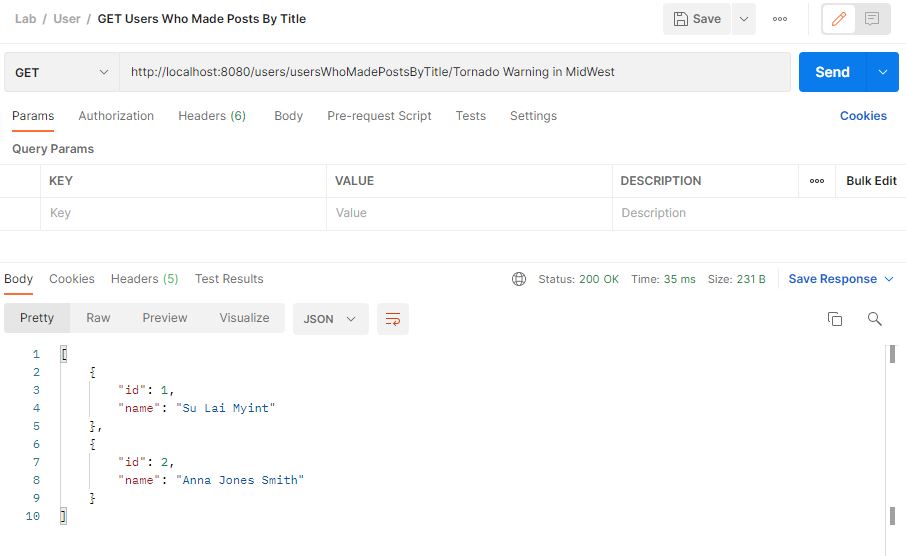 Lab / User / GET Users Who Made Posts By Title
Save
GET http://localhost:8080/users/usersWhoMadePostsByTitle/Tornado Warning in MidWest Send
Params Authorization Headers (6) Body Pre-request Script Tests Settings Cookies
Query Params
KEY VALUE DESCRIPTION Bulk Edit
Key Value Description
Body Cookies Headers (5) Test Results Status: 200 OK Time: 35 ms Size: 231 B Save Response
Pretty Raw Preview Visualize JSON
1 [
2 {
3 "id": 1,
4 "name": "Su Lai Myint"
5 },
6 {
7 "id": 2,
8 "name": "Anna Jones Smith"
9 }
10 ]